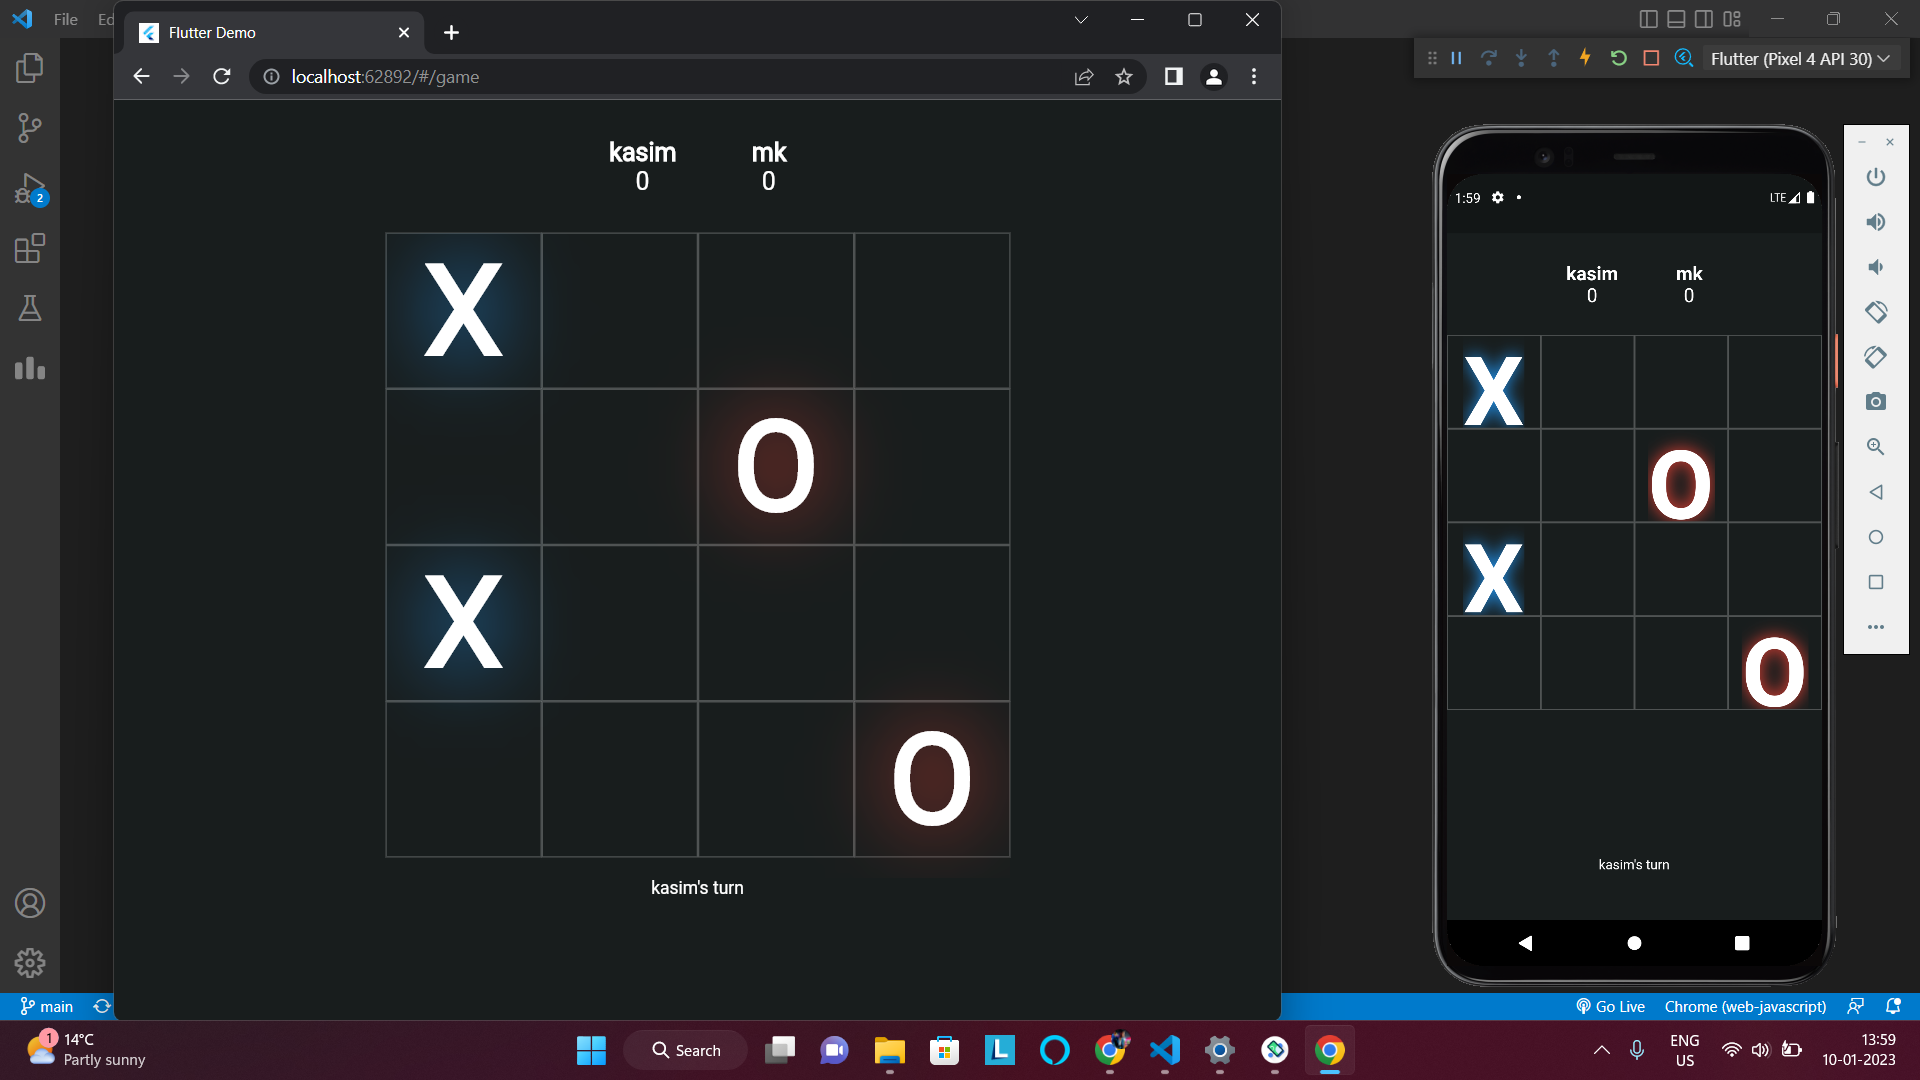 File Ed
Flutter Demo
localhost:62892/#/game
Flutter (Pixel 4 API 30)
kasim mk
0 0
X
O
X
O
kasim's turn
2
1:59 LTE
kasim mk
0 0
X
O
X
O
kasim's turn
main
Go Live Chrome (web-javascript)
1
14°C
Partly sunny
Search
L
ENG
US
13:59
10-01-2023